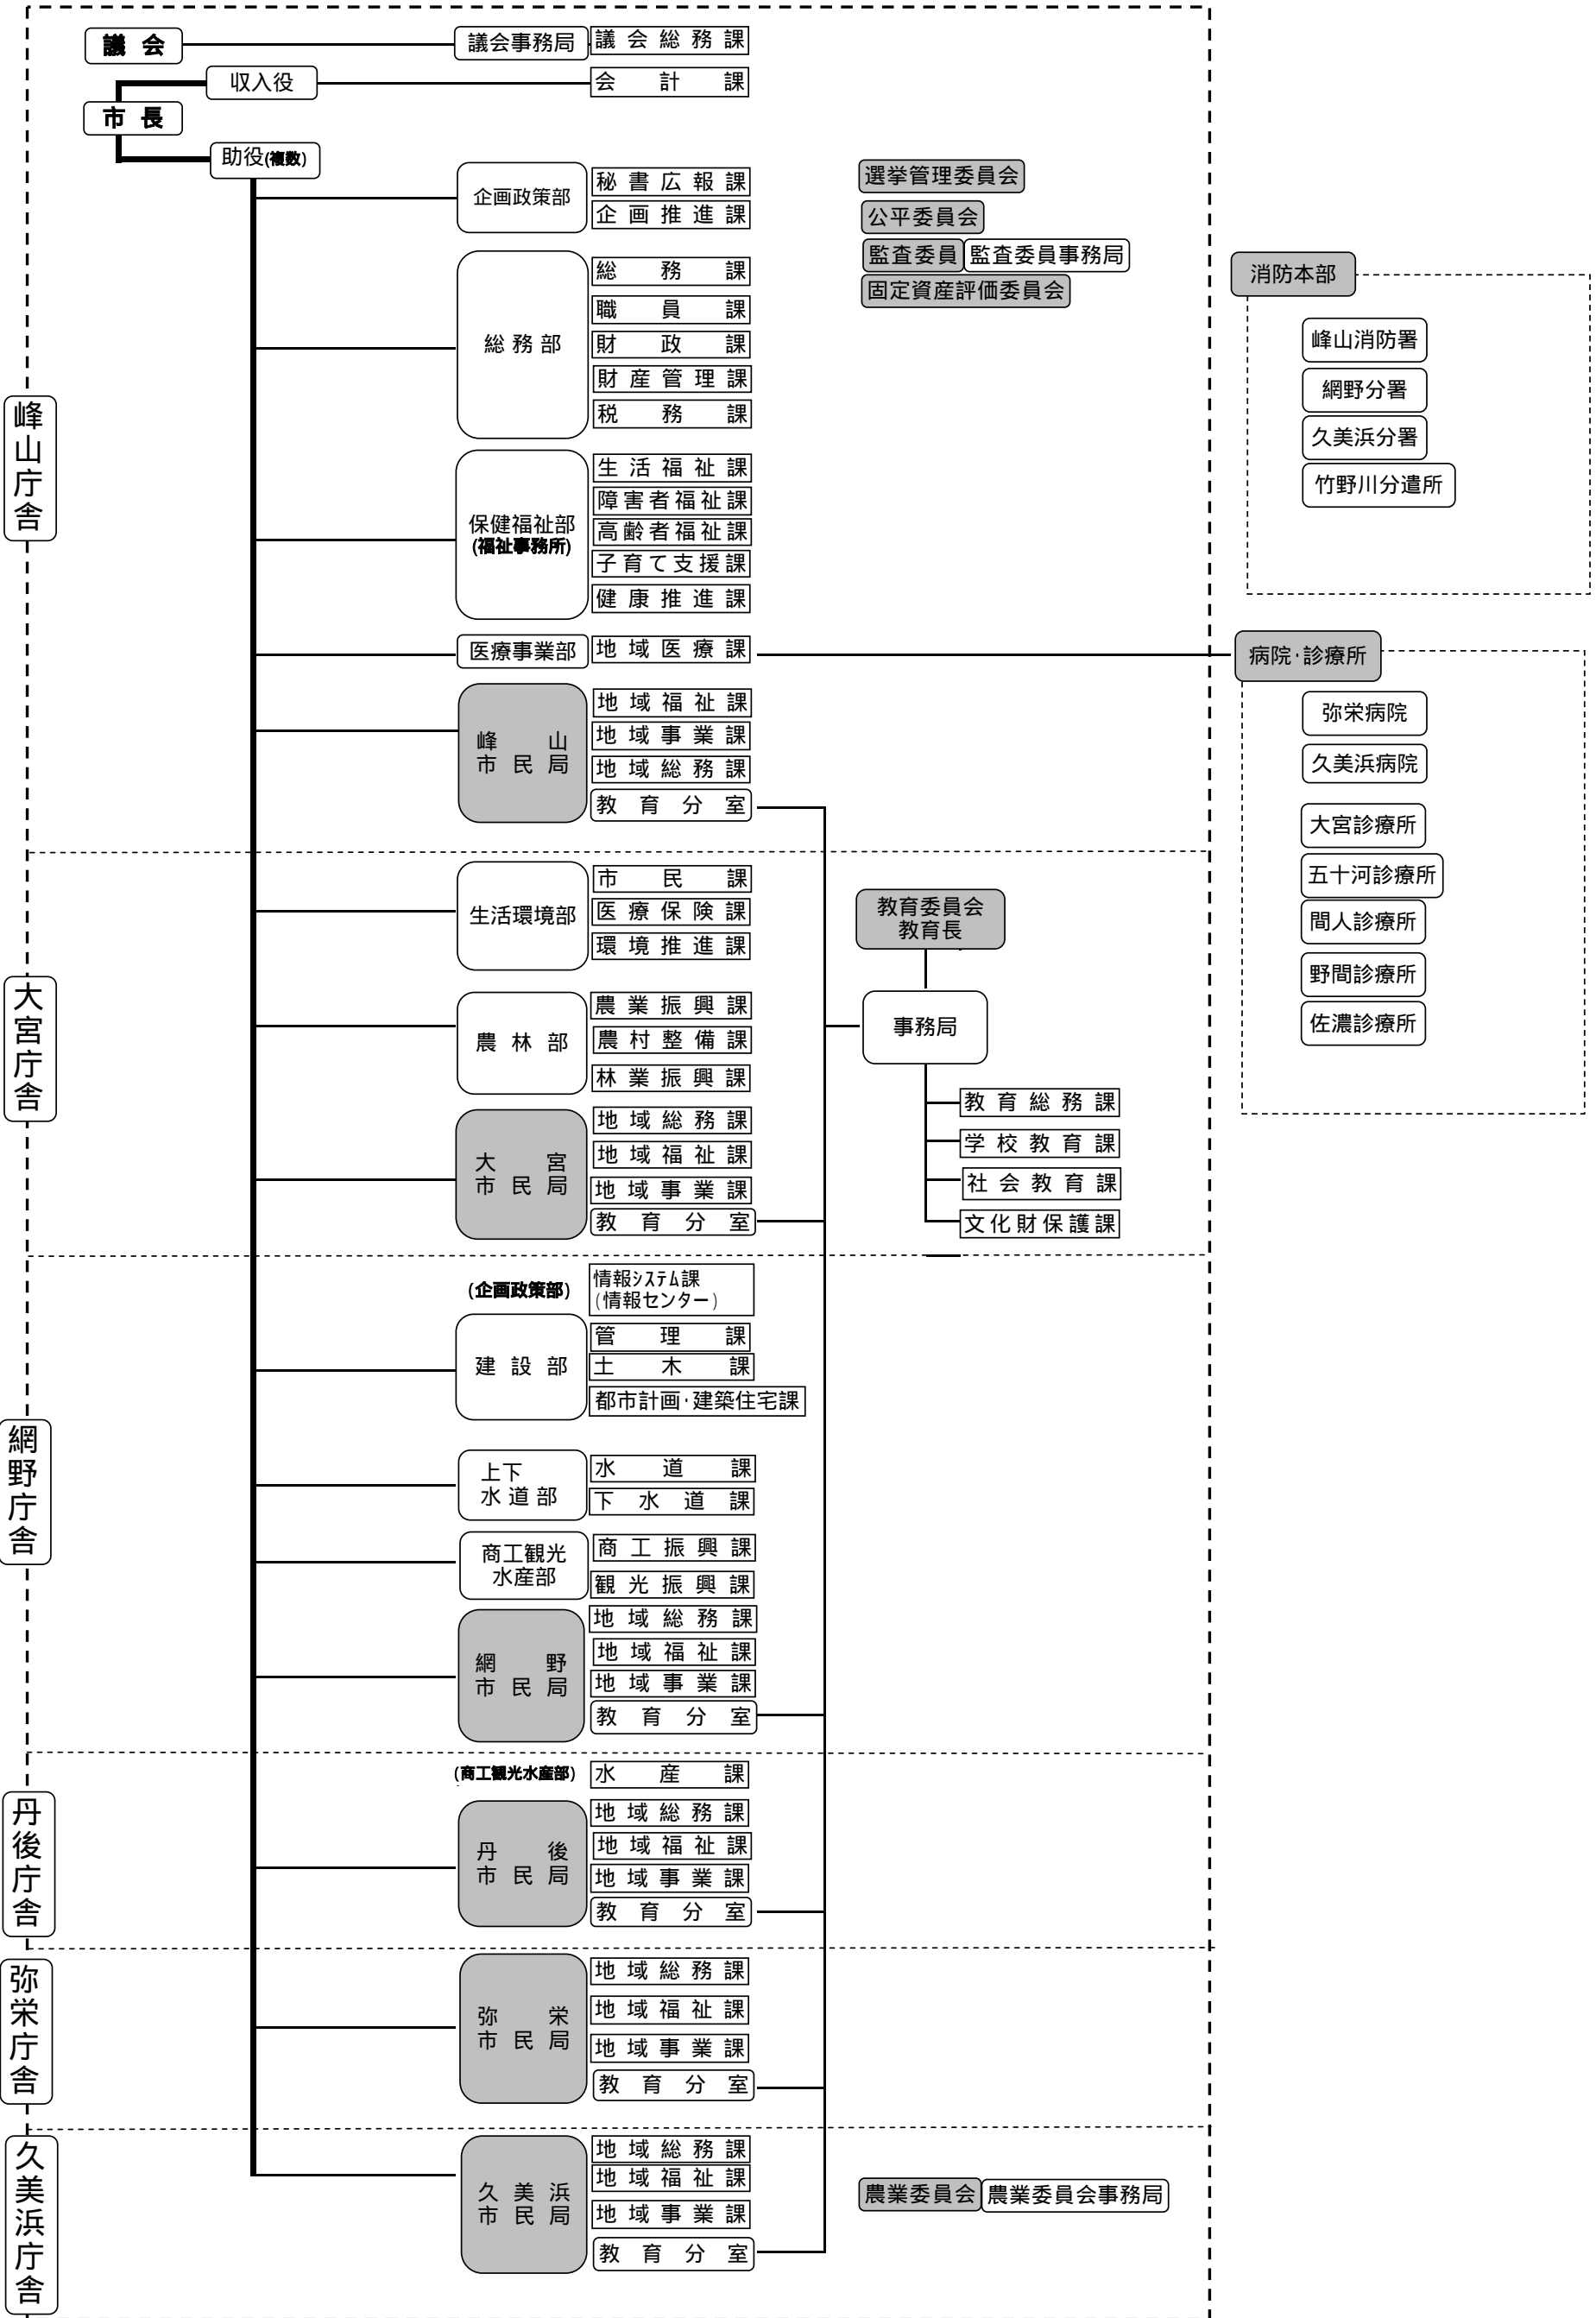 議会
議会事務局
議会総務課
収入役
会計課
市長
助役(複数)
峰山庁舎
企画政策部
秘書広報課
企画推進課
総務部
総務課
職員課
財政課
財産管理課
税務課
保健福祉部
(福祉事務所)
生活福祉課
障害者福祉課
高齢者福祉課
子育て支援課
健康推進課
医療事業部
地域医療課
峰山
市民局
地域福祉課
地域事業課
地域総務課
教育分室
選挙管理委員会
公平委員会
監査委員
監査委員事務局
固定資産評価委員会
消防本部
峰山消防署
網野分署
久美浜分署
竹野川分遣所
病院･診療所
弥栄病院
久美浜病院
大宮診療所
五十河診療所
間人診療所
野間診療所
佐濃診療所
大宮庁舎
生活環境部
市民課
医療保険課
環境推進課
農林部
農業振興課
農村整備課
林業振興課
大宮
市民局
地域総務課
地域福祉課
地域事業課
教育分室
教育委員会
教育長
事務局
教育総務課
学校教育課
社会教育課
文化財保護課
網野庁舎
(企画政策部)
情報ｼｽﾃﾑ課
(情報センター)
建設部
管理課
土木課
都市計画･建築住宅課
上下
水道部
水道課
下水道課
商工観光
水産部
商工振興課
観光振興課
網野
市民局
地域総務課
地域福祉課
地域事業課
教育分室
丹後庁舎
(商工観光水産部)
水産課
丹後
市民局
地域総務課
地域福祉課
地域事業課
教育分室
弥栄庁舎
弥栄
市民局
地域総務課
地域福祉課
地域事業課
教育分室
久美浜庁舎
久美浜
市民局
地域総務課
地域福祉課
地域事業課
教育分室
農業委員会
農業委員会事務局